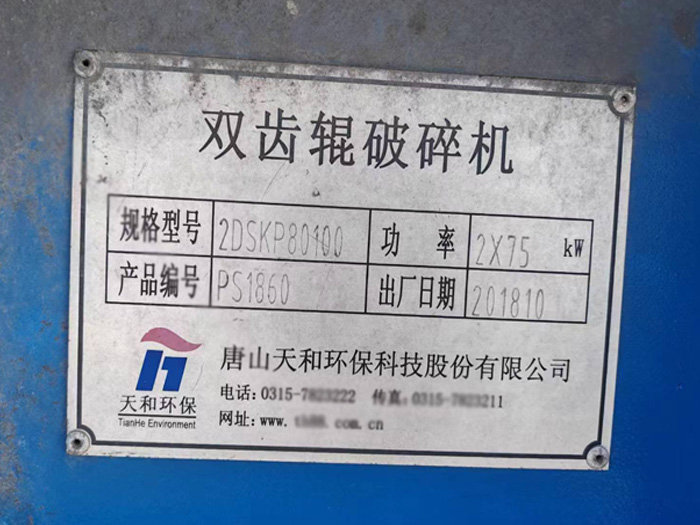 双齿辊破碎机
规格型号 2DSKP80100 功 率 2X75 kW
产品编号 PS1860 出厂日期 201810
唐山天和环保科技股份有限公司
电话: 0315-7823222 传真: 0315-7823211
网址: www. .com.cn
天和环保
TianHe Environment